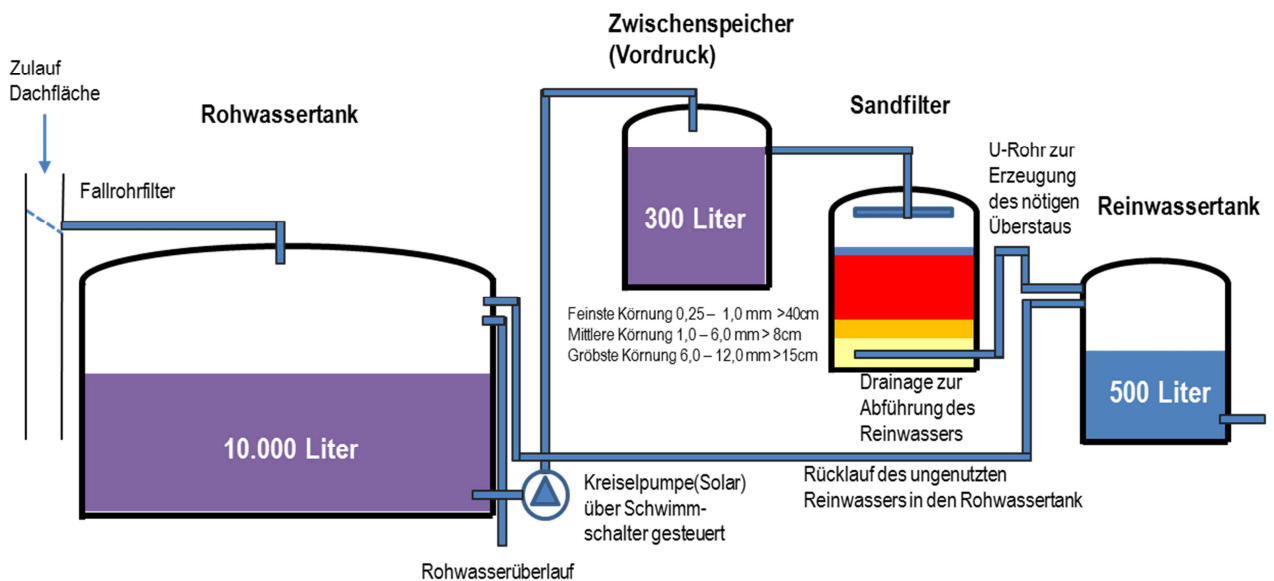 Zulauf
Dachfläche
Rohwassertank
Fallrohrfilter
10.000 Liter
Rohwasserüberlauf
Kreiselpumpe(Solar)
über Schwimm-
schalter gesteuert
Zwischenspeicher
(Vordruck)
300 Liter
Feinste Körnung 0,25 – 1,0 mm >40cm
Mittlere Körnung 1,0 – 6,0 mm > 8cm
Gröbste Körnung 6,0 – 12,0 mm >15cm
Sandfilter
Drainage zur
Abführung des
Reinwassers
U-Rohr zur
Erzeugung
des nötigen
Überstaus
Reinwassertank
500 Liter
Rücklauf des ungenutzten
Reinwassers in den Rohwassertank